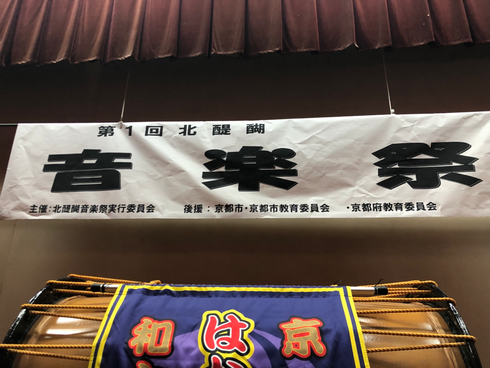 第1回北醍醐
音楽祭
主催:北醍醐音楽祭実行委員会 後援:京都市・京都市教育委員会 ・京都府教育委員会
京
はや
和